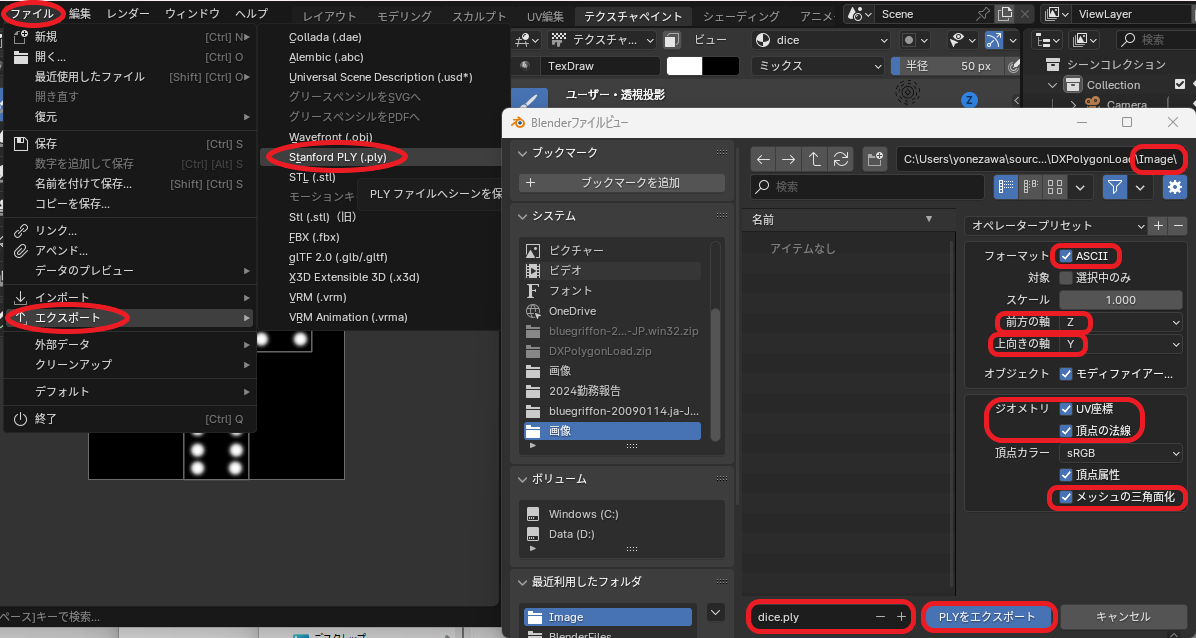 ファイル 編集 レンダー ウィンドウ ヘルプ
レイアウト モデリング スカルプト UV編集 テクスチャペイント シェーディング アニメ
Scene
ViewLayer
新規 [Ctrl] N
開く... [Ctrl] O
最近使用したファイル [Shift] [Ctrl] O
開き直す
復元
保存 [Ctrl] S
数字を追加して保存 [Ctrl] [Alt] S
名前を付けて保存... [Shift] [Ctrl] S
コピーを保存...
リンク...
アペンド...
データのプレビュー
インポート
エクスポート
外部データ
クリーンアップ
デフォルト
終了 [Ctrl] Q
Collada (.dae)
Alembic (.abc)
Universal Scene Description (.usd*)
グリースペンシルをSVGへ
グリースペンシルをPDFへ
Wavefront (.obj)
Stanford PLY (.ply)
STL (.stl)
モーションキ
PLY ファイルへシーンを保
Stl (.stl)（旧）
FBX (.fbx)
glTF 2.0 (.glb/.gltf)
X3D Extensible 3D (.x3d)
VRM (.vrm)
VRM Animation (.vrma)
テクスチャ... ビュー dice
TexDraw ミックス 半径 50 px
ユーザー・透視投影
Z
検索
シーンコレクション
Collection
Camera
Blenderファイルビュー
ブックマーク
ブックマークを追加
システム
ピクチャー
ビデオ
フォント
OneDrive
bluegriffon-2...-JP.win32.zip
DXPolygonLoad.zip
画像
2024勤務報告
bluegriffon-20090114.ja-J...
画像
ボリューム
Windows (C:)
Data (D:)
最近利用したフォルダ
Image
BlenderFiles
C:\Users\yonezawa\sourc...\DXPolygonLoad\Image\
検索
名前
アイテムなし
オペレータープリセット
フォーマット ASCII
対象 選択中のみ
スケール 1.000
前方の軸 Z
上向きの軸 Y
オブジェクト モディファイアー...
ジオメトリ UV座標
頂点の法線
頂点カラー sRGB
頂点属性
メッシュの三角面化
dice.ply
PLYをエクスポート
キャンセル
ペース]キーで検索...
デスクトップ